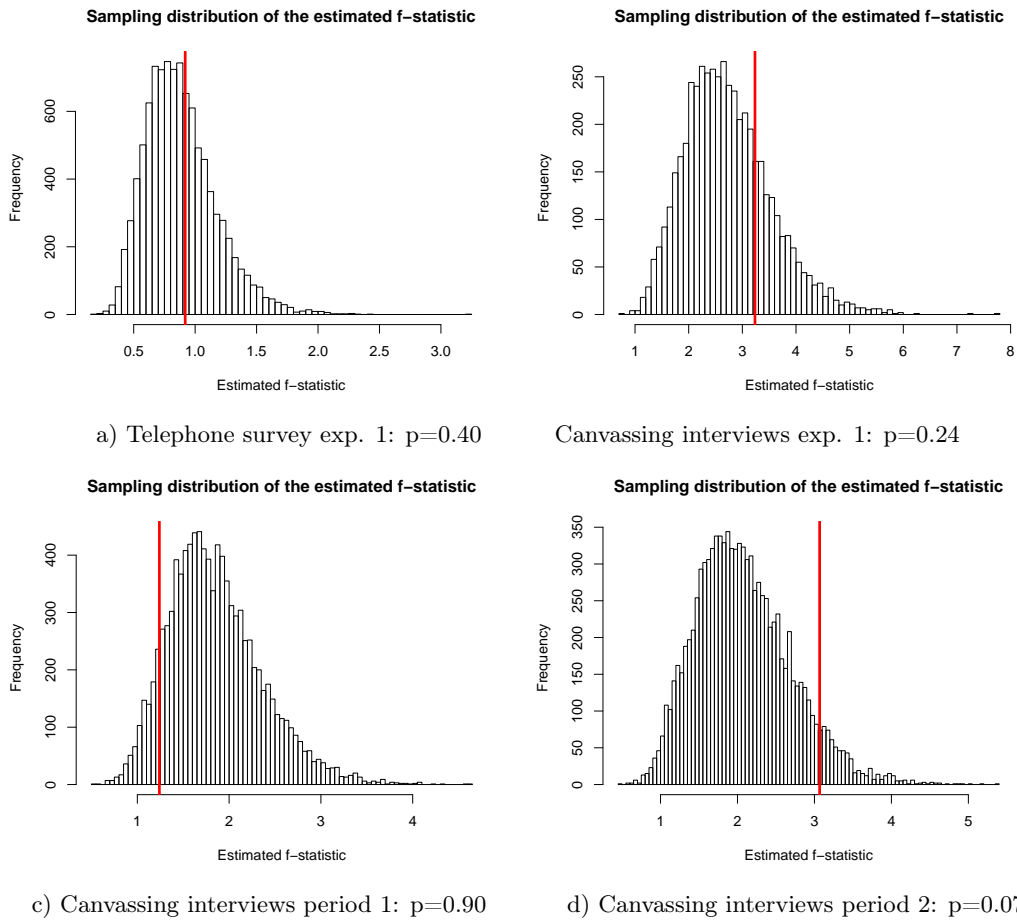 Sampling distribution of the estimated f−statistic
Frequency
0 200 400 600
0.5 1.0 1.5 2.0 2.5 3.0
Estimated f−statistic
a) Telephone survey exp. 1: p=0.40
Sampling distribution of the estimated f−statistic
Frequency
0 50 100 150 200 250
1 2 3 4 5 6 7 8
Estimated f−statistic
Canvassing interviews exp. 1: p=0.24
Sampling distribution of the estimated f−statistic
Frequency
0 100 200 300 400
1 2 3 4
Estimated f−statistic
c) Canvassing interviews period 1: p=0.90
Sampling distribution of the estimated f−statistic
Frequency
0 50 100 150 200 250 300 350
1 2 3 4 5
Estimated f−statistic
d) Canvassing interviews period 2: p=0.07